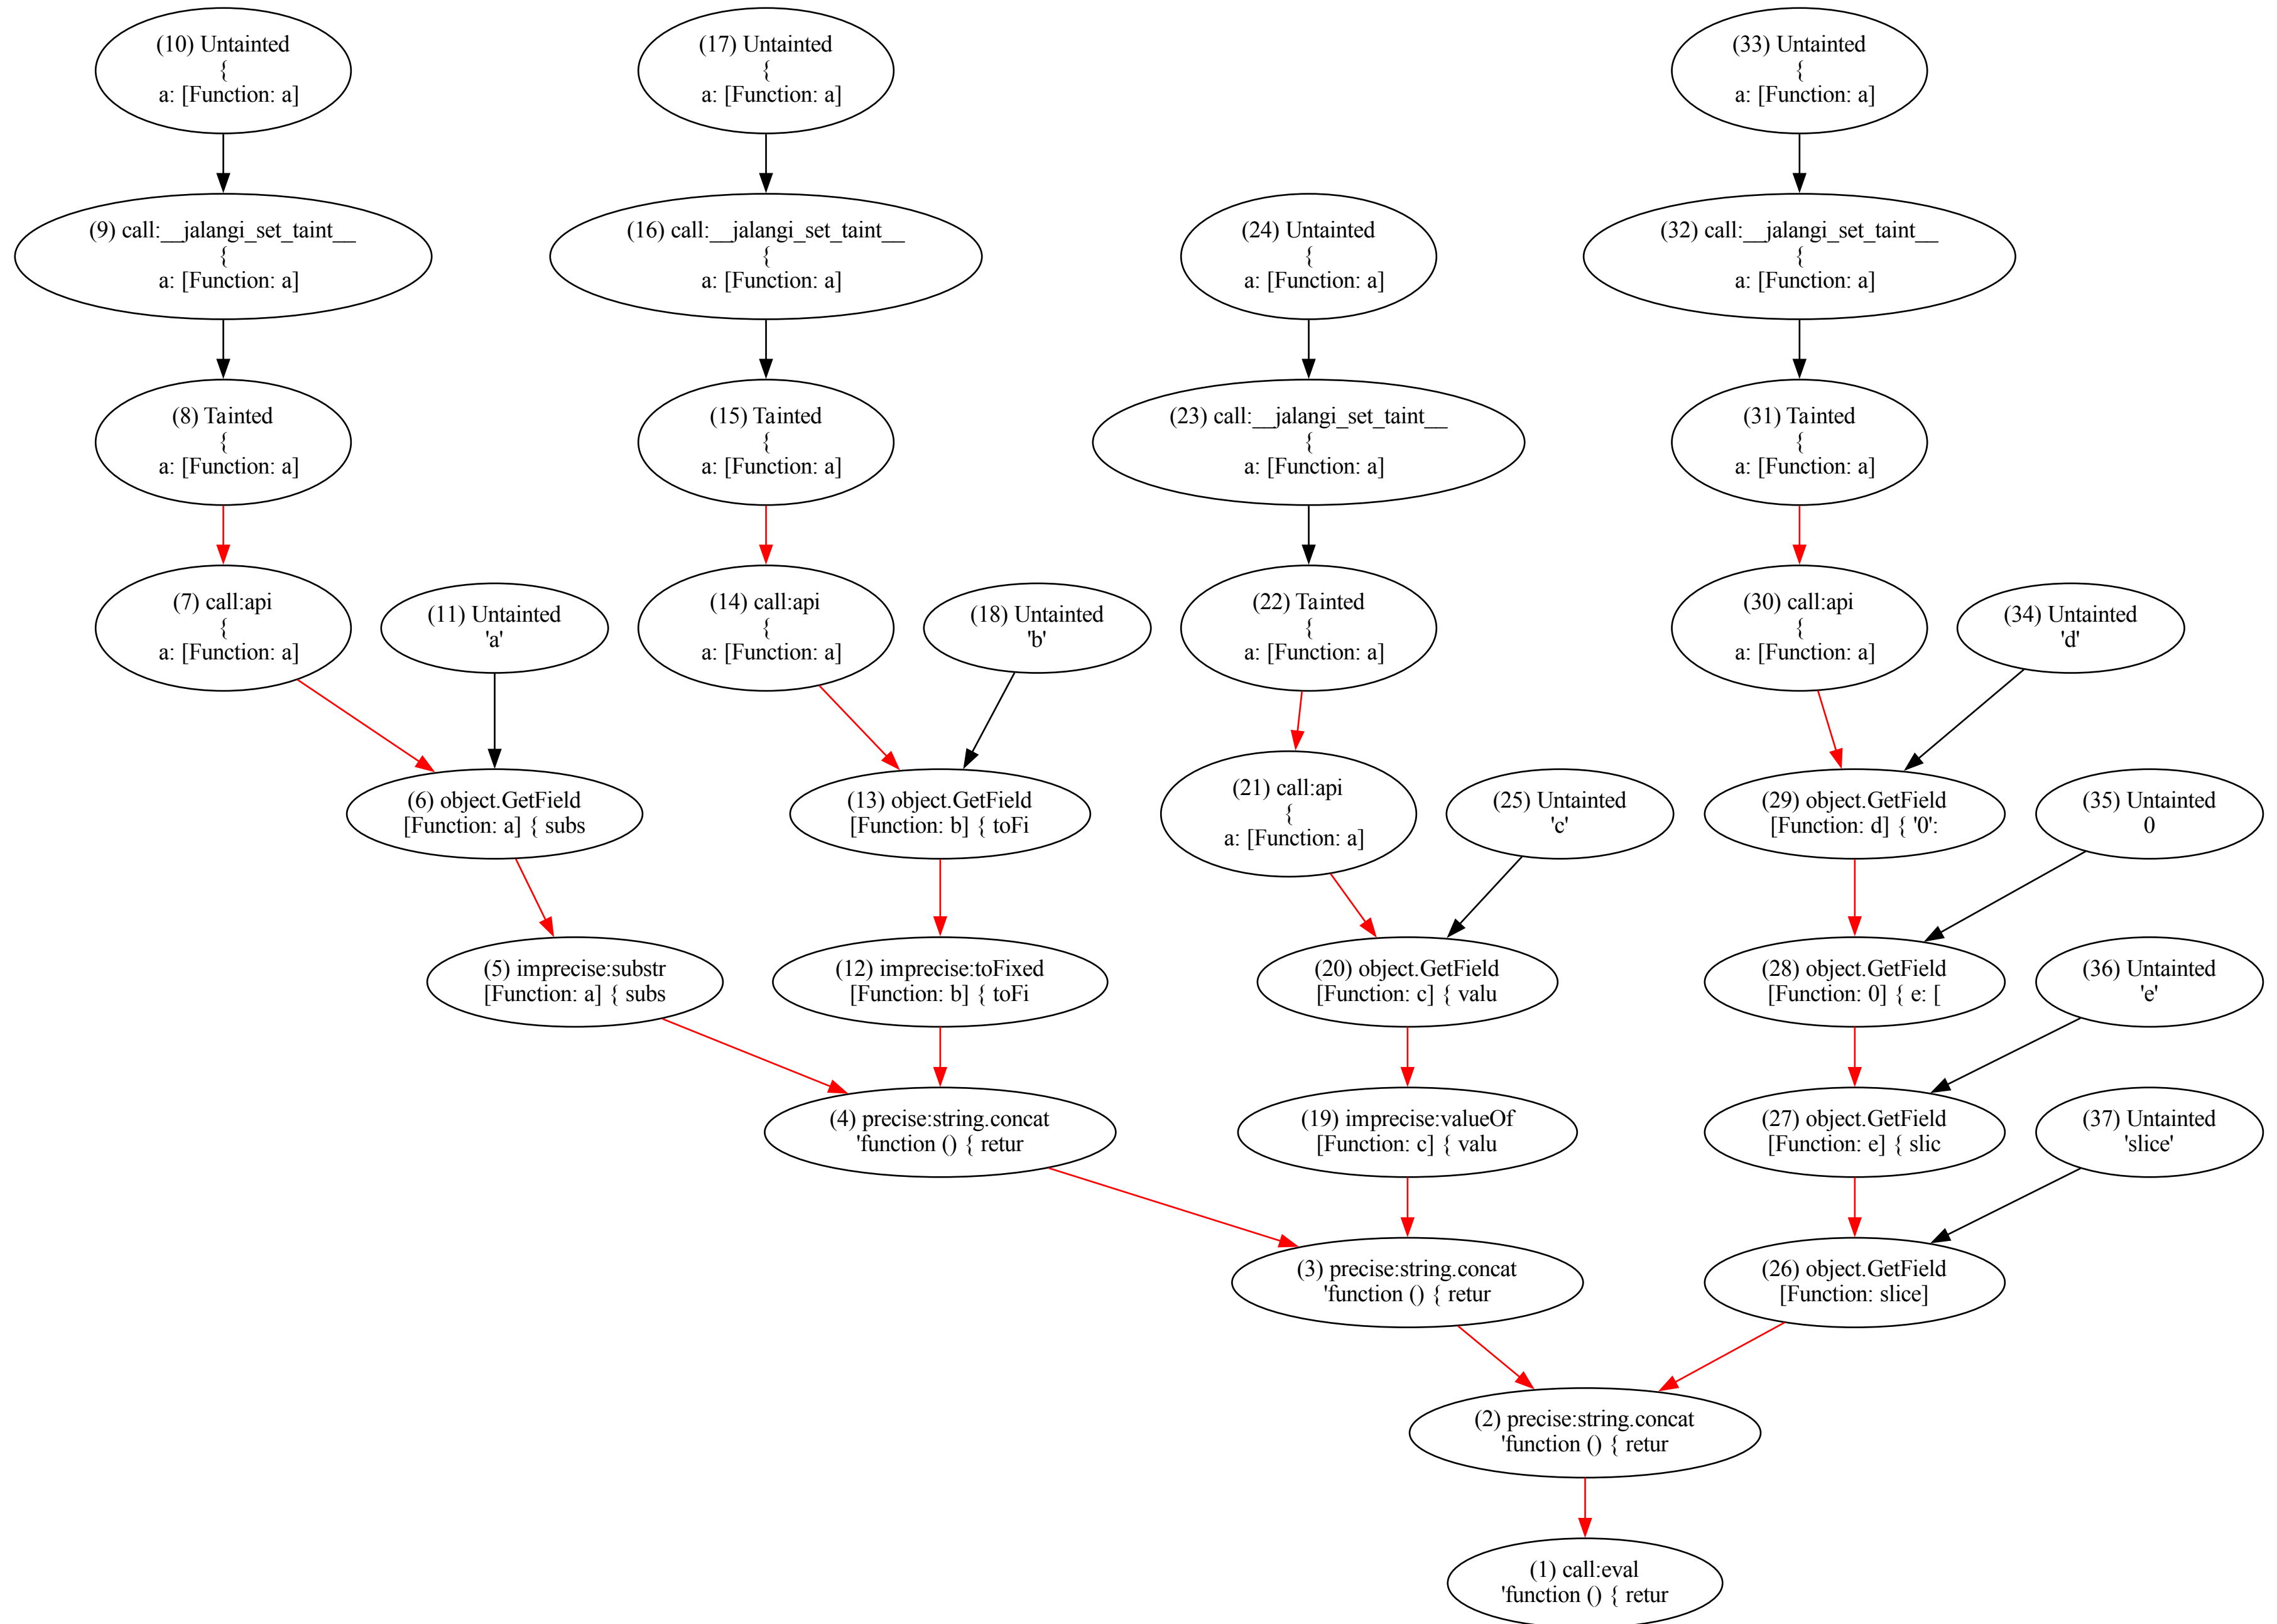 (10) Untainted
{
a: [Function: a]
(17) Untainted
{
a: [Function: a]
(33) Untainted
{
a: [Function: a]
(9) call:__jalangi_set_taint__
{
a: [Function: a]
(16) call:__jalangi_set_taint__
{
a: [Function: a]
(24) Untainted
{
a: [Function: a]
(32) call:__jalangi_set_taint__
{
a: [Function: a]
(8) Tainted
{
a: [Function: a]
(15) Tainted
{
a: [Function: a]
(23) call:__jalangi_set_taint__
{
a: [Function: a]
(31) Tainted
{
a: [Function: a]
(7) call:api
{
a: [Function: a]
(11) Untainted
'a'
(14) call:api
{
a: [Function: a]
(18) Untainted
'b'
(22) Tainted
{
a: [Function: a]
(30) call:api
{
a: [Function: a]
(34) Untainted
'd'
(6) object.GetField
[Function: a] { subs
(13) object.GetField
[Function: b] { toFi
(21) call:api
{
a: [Function: a]
(25) Untainted
'c'
(29) object.GetField
[Function: d] { '0':
(35) Untainted
0
(5) imprecise:substr
[Function: a] { subs
(12) imprecise:toFixed
[Function: b] { toFi
(20) object.GetField
[Function: c] { valu
(28) object.GetField
[Function: 0] { e: [
(36) Untainted
'e'
(4) precise:string.concat
'function () { retur
(19) imprecise:valueOf
[Function: c] { valu
(27) object.GetField
[Function: e] { slic
(37) Untainted
'slice'
(3) precise:string.concat
'function () { retur
(26) object.GetField
[Function: slice]
(2) precise:string.concat
'function () { retur
(1) call:eval
'function () { retur